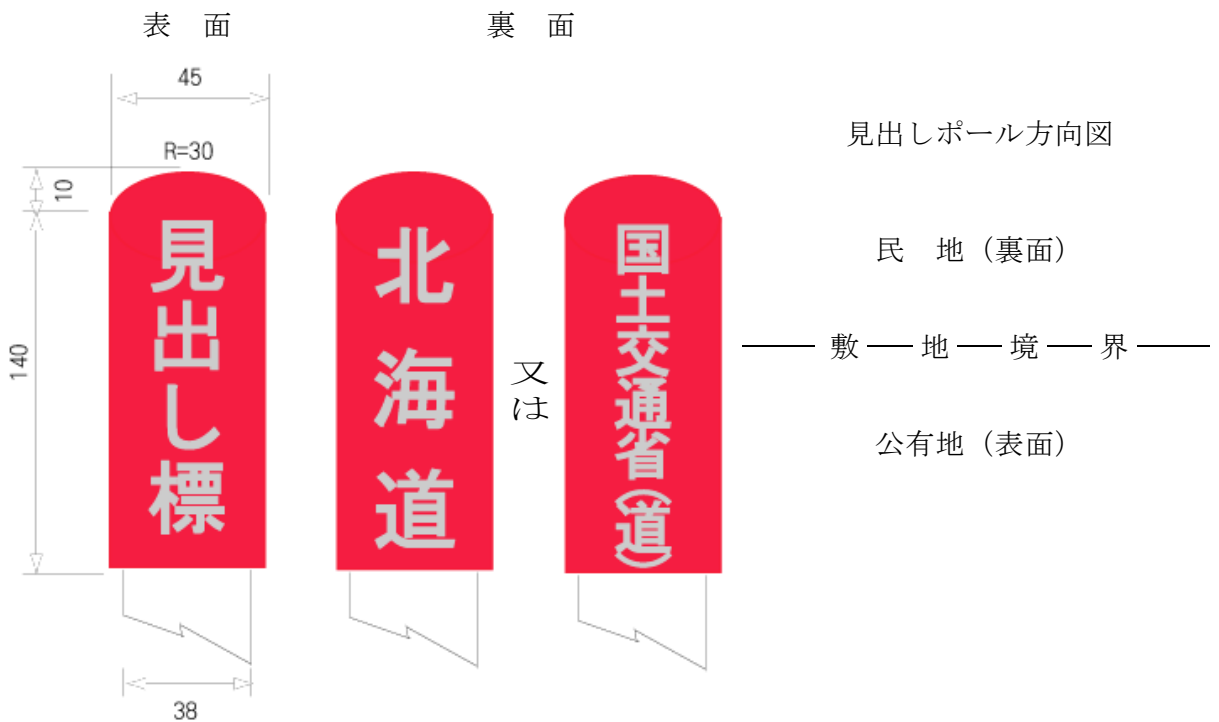 表　面
裏　面
45
R=30
10
140
38
見出し標
北海道
又は
国土交通省(道)
見出しポール方向図
民　地（裏面）
敷　地　境　界
公有地（表面）